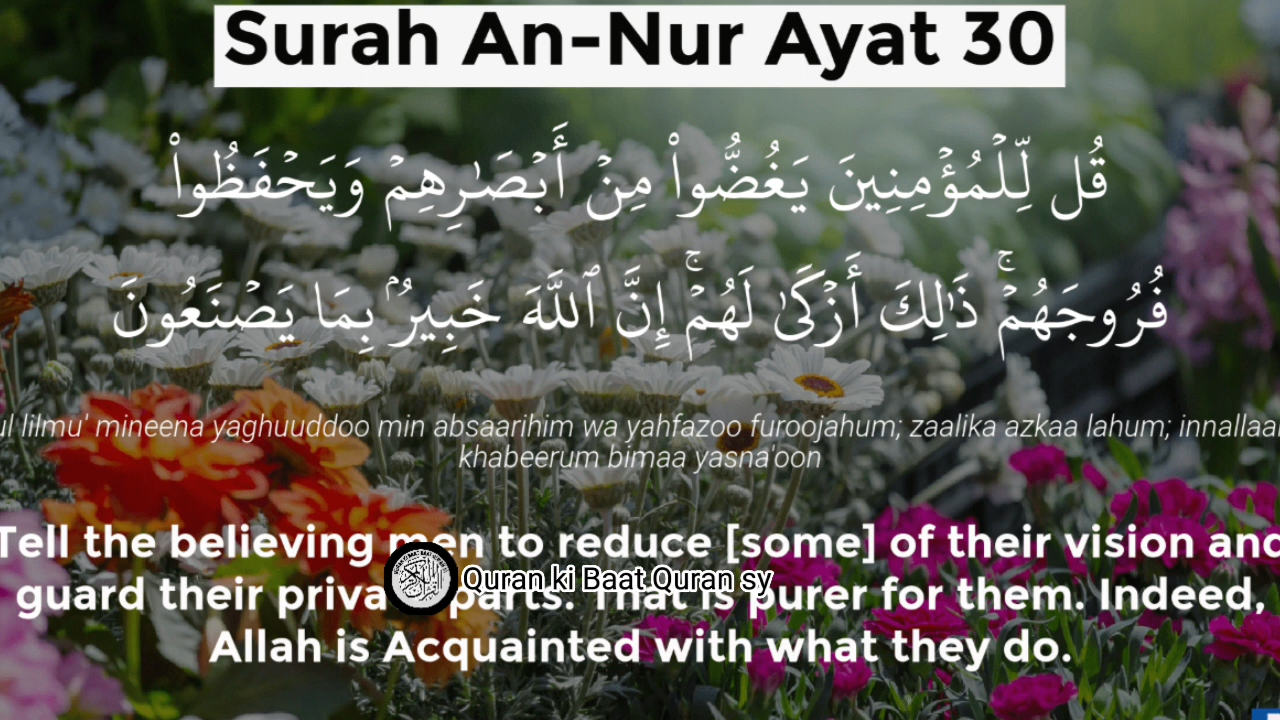 Surah An-Nur Ayat 30
قُل لِّلْمُؤْمِنِينَ يَغُضُّوا۟ مِنْ أَبْصَـٰرِهِمْ وَيَحْفَظُوا۟
فُرُوجَهُمْ ۚ ذَٰلِكَ أَزْكَىٰ لَهُمْ ۚ إِنَّ ٱللَّهَ خَبِيرٌۢ بِمَا يَصْنَعُونَ
ul lilmu' mineena yaghuuddoo min absaarihim wa yahfazoo furoojahum; zaalika azkaa lahum; innallaa
khabeerum bimaa yasna'oon
Tell the believing men to reduce [some] of their vision and
guard their private parts. That is purer for them. Indeed,
Allah is Acquainted with what they do.
Quran ki Baat Quran sy